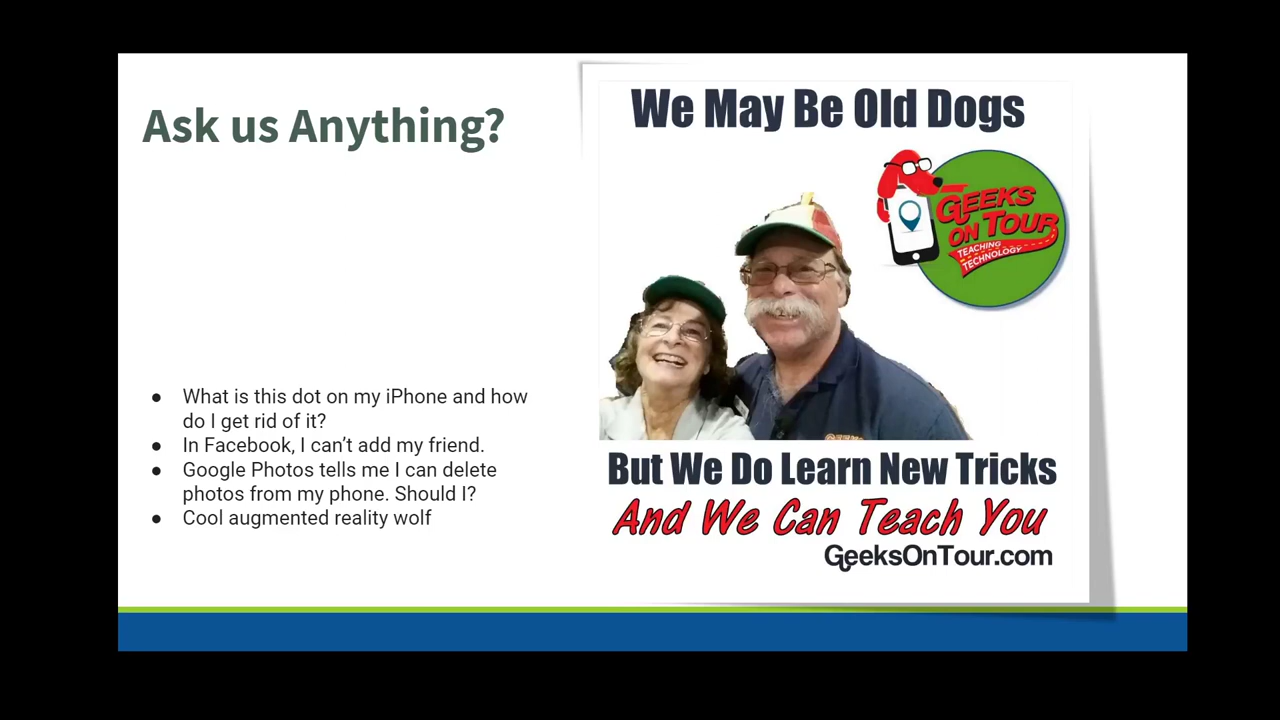 Ask us Anything?
● What is this dot on my iPhone and how
do I get rid of it?
● In Facebook, I can’t add my friend.
● Google Photos tells me I can delete
photos from my phone. Should I?
● Cool augmented reality wolf
We May Be Old Dogs
GEEKS
ON TOUR
TEACHING
TECHNOLOGY
But We Do Learn New Tricks
And We Can Teach You
GeeksOnTour.com